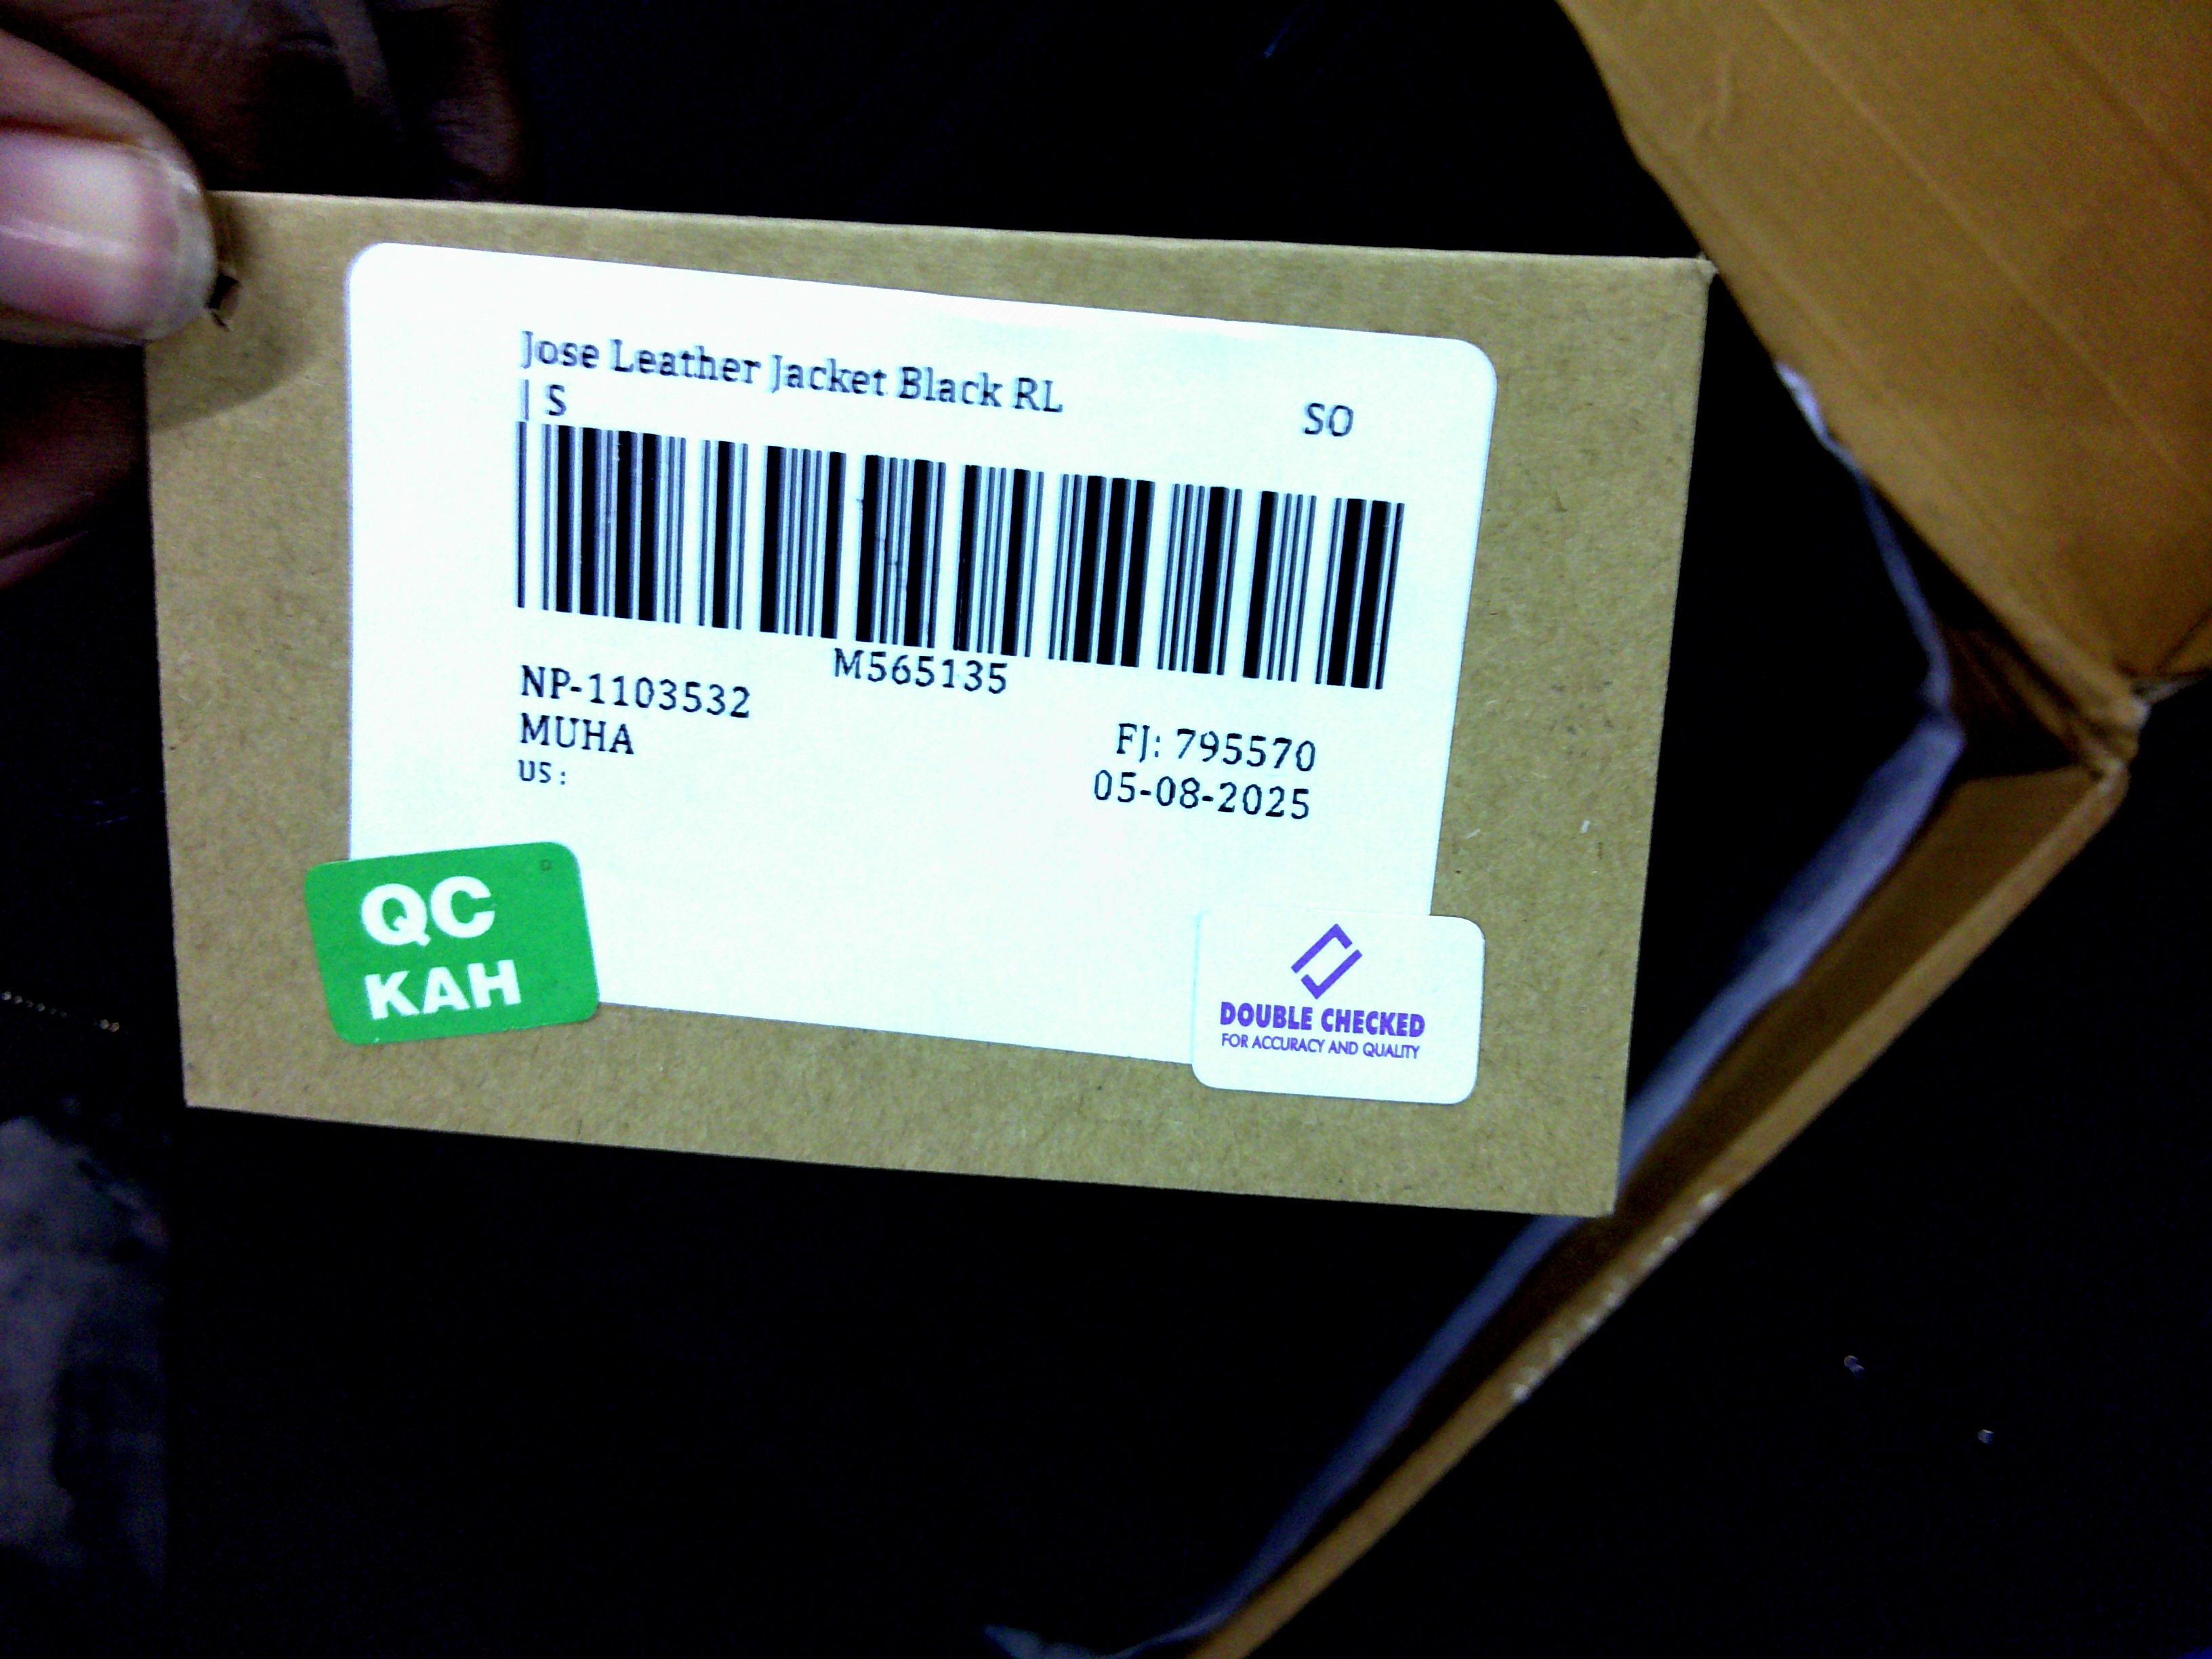 Jose Leather Jacket Black RL
| S
SO
M565135
NP-1103532
MUHA
US :
FJ: 795570
05-08-2025
QC
KAH
DOUBLE CHECKED
FOR ACCURACY AND QUALITY